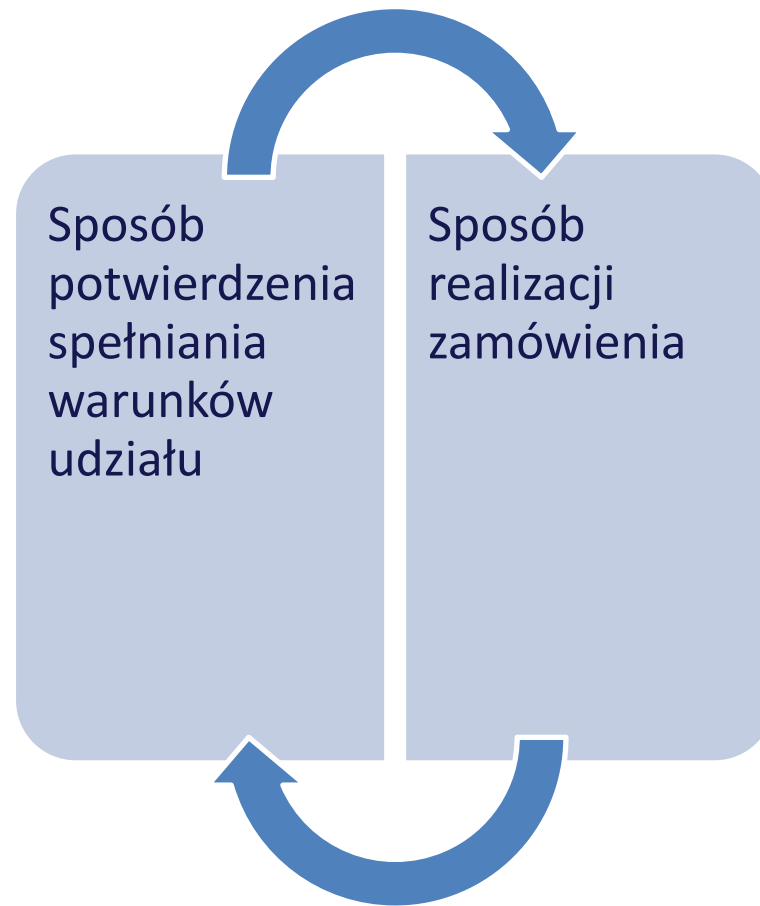 Sposób
potwierdzenia
spełniania
warunków
udziału
Sposób
realizacji
zamówienia